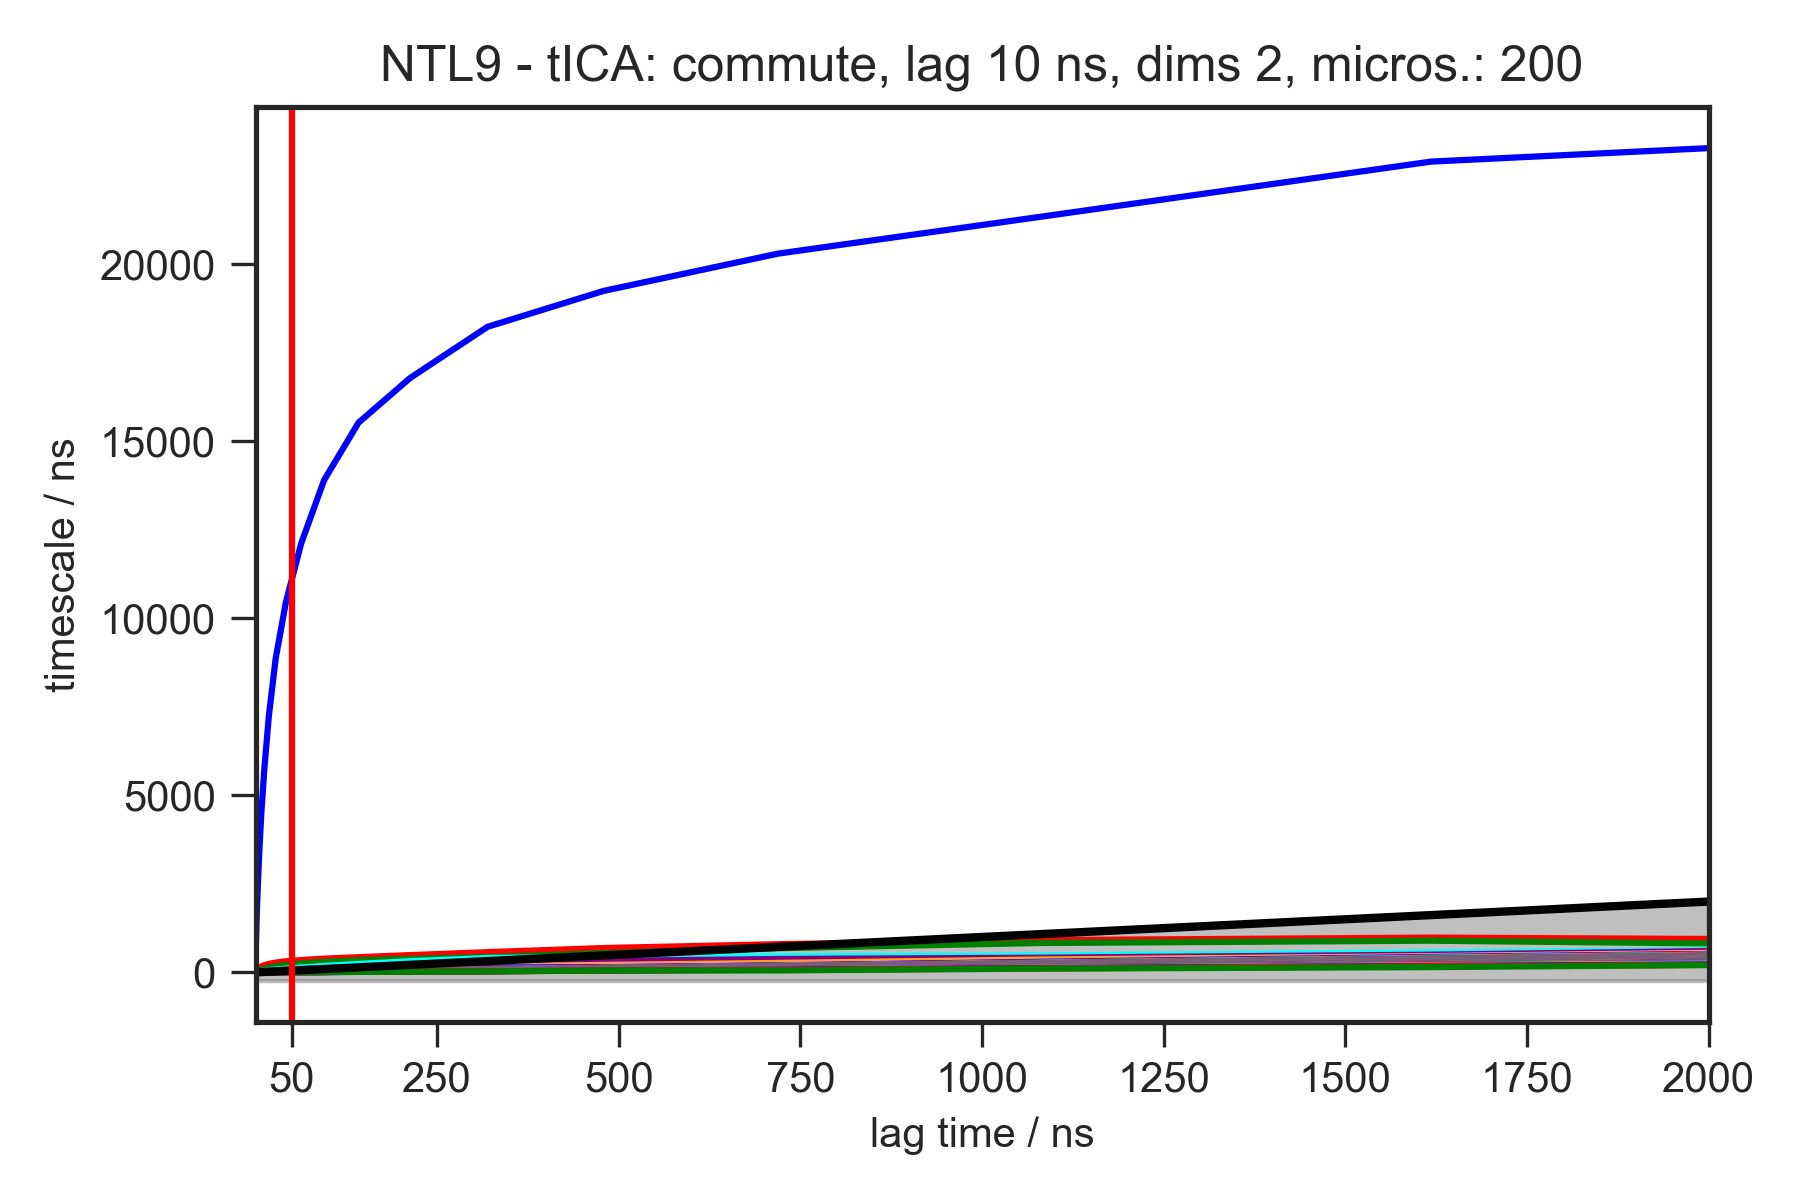 NTL9 - tICA: commute, lag 10 ns, dims 2, micros.: 200
timescale / ns
20000
15000
10000
5000
0
50 250 500 750 1000 1250 1500 1750 2000
lag time / ns